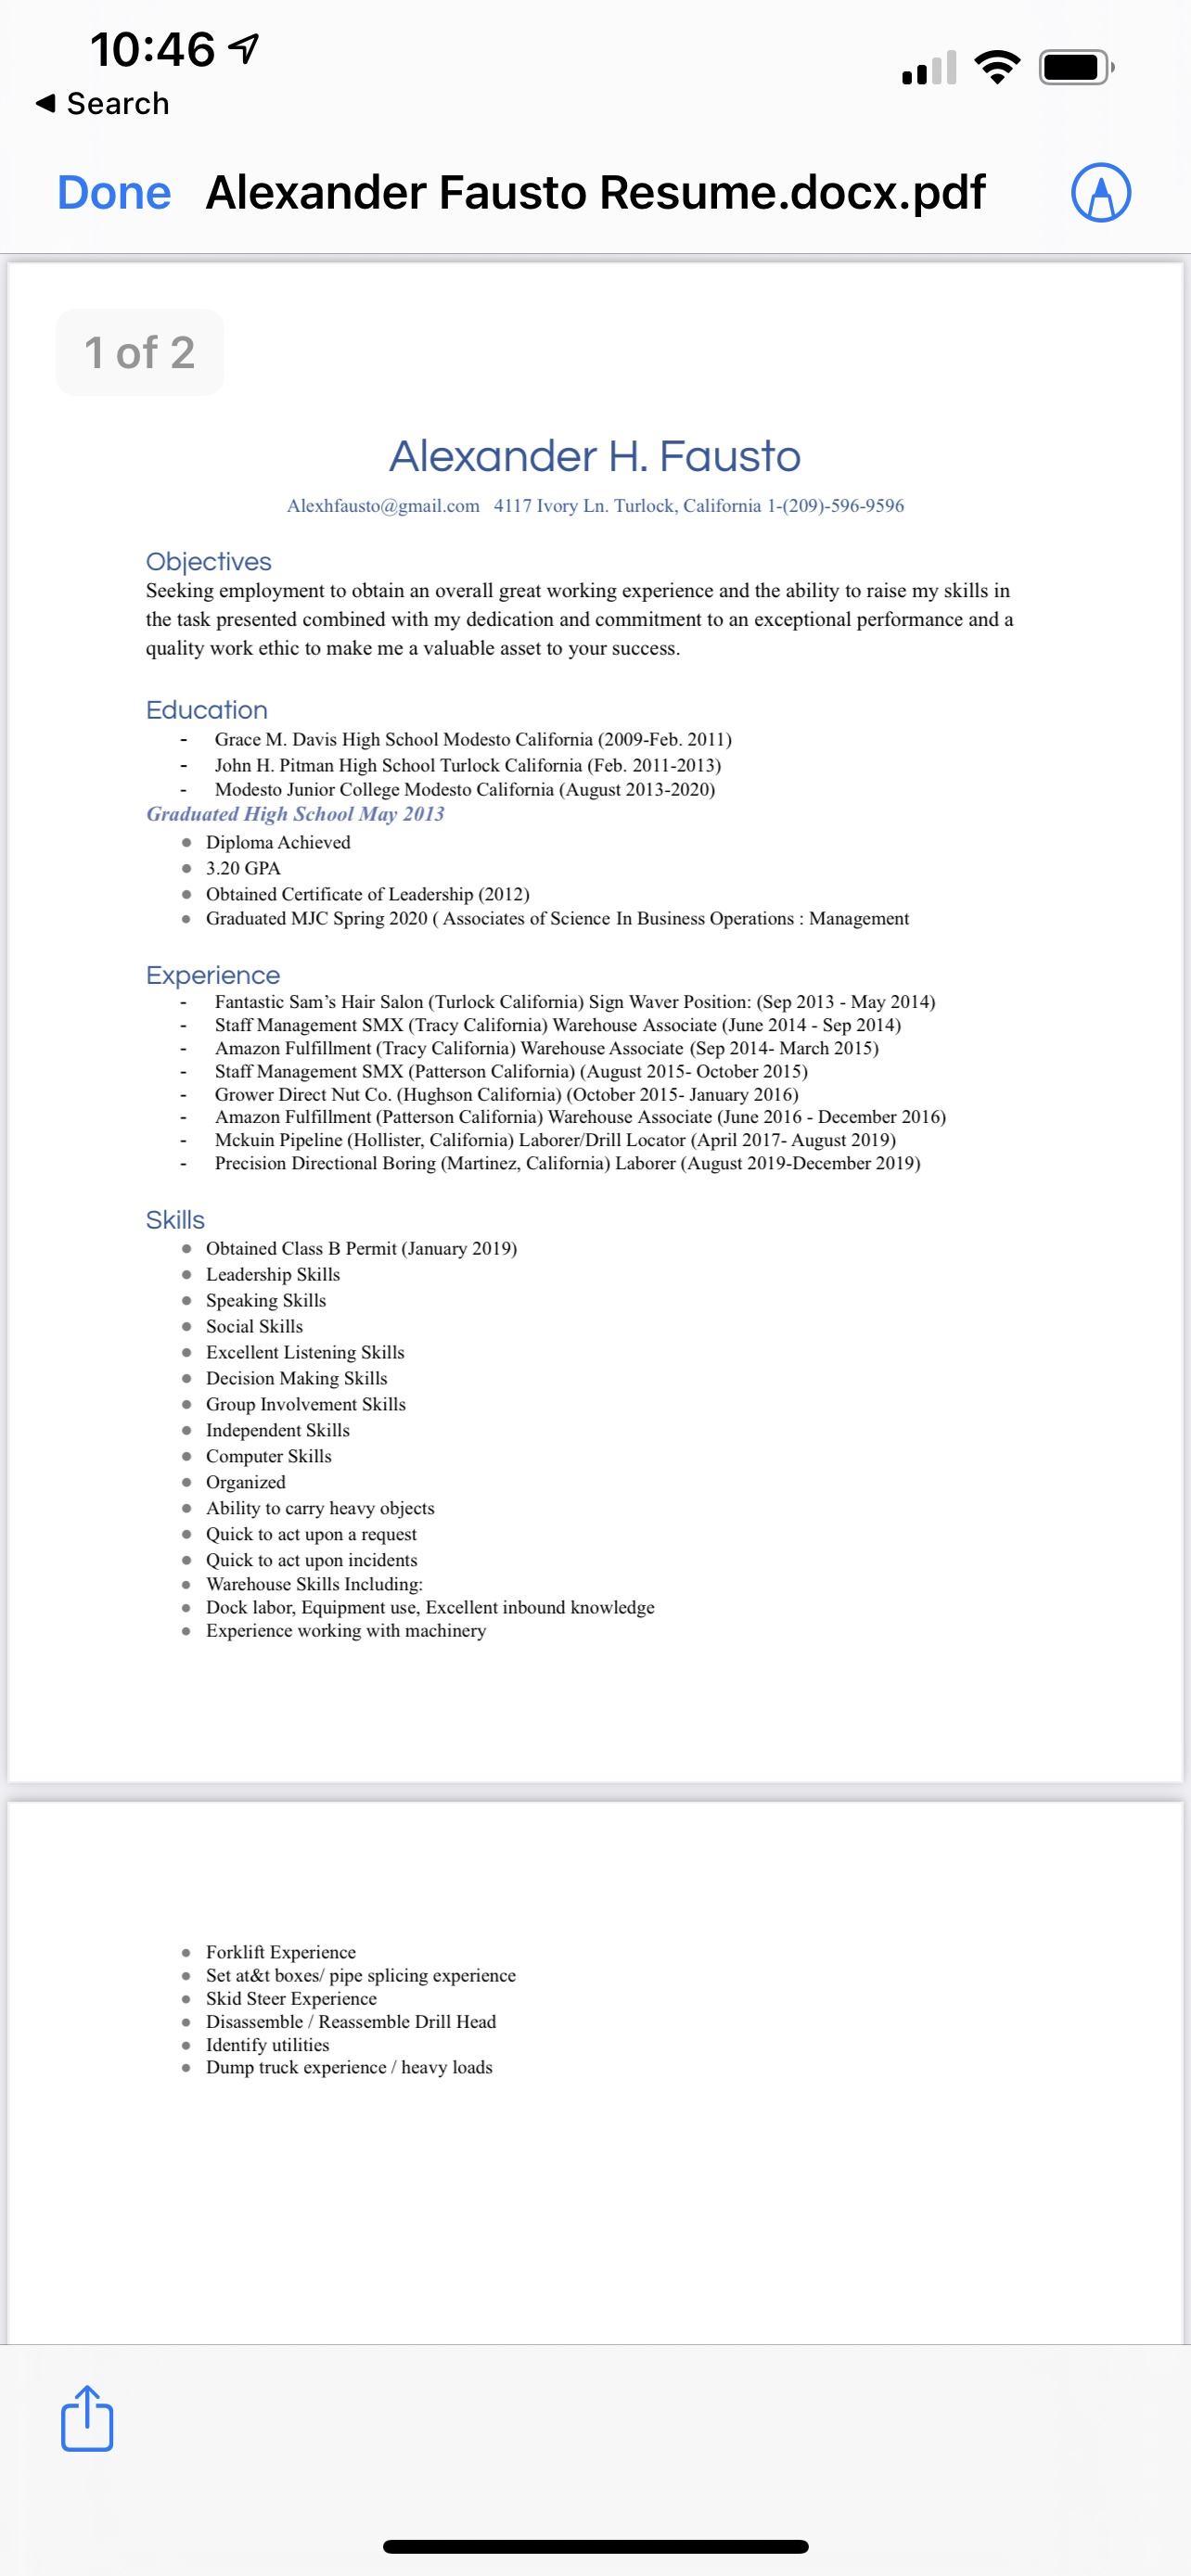 10:46
◀ Search
Done Alexander Fausto Resume.docx.pdf
1 of 2
Alexander H. Fausto
Alexhfausto@gmail.com 4117 Ivory Ln. Turlock, California 1-(209)-596-9596
Objectives
Seeking employment to obtain an overall great working experience and the ability to raise my skills in
the task presented combined with my dedication and commitment to an exceptional performance and a
quality work ethic to make me a valuable asset to your success.
Education
- Grace M. Davis High School Modesto California (2009-Feb. 2011)
- John H. Pitman High School Turlock California (Feb. 2011-2013)
- Modesto Junior College Modesto California (August 2013-2020)
Graduated High School May 2013
● Diploma Achieved
● 3.20 GPA
● Obtained Certificate of Leadership (2012)
● Graduated MJC Spring 2020 ( Associates of Science In Business Operations : Management
Experience
- Fantastic Sam's Hair Salon (Turlock California) Sign Waver Position: (Sep 2013 - May 2014)
- Staff Management SMX (Tracy California) Warehouse Associate (June 2014 - Sep 2014)
- Amazon Fulfillment (Tracy California) Warehouse Associate (Sep 2014- March 2015)
- Staff Management SMX (Patterson California) (August 2015- October 2015)
- Grower Direct Nut Co. (Hughson California) (October 2015- January 2016)
- Amazon Fulfillment (Patterson California) Warehouse Associate (June 2016 - December 2016)
- Mckuin Pipeline (Hollister, California) Laborer/Drill Locator (April 2017- August 2019)
- Precision Directional Boring (Martinez, California) Laborer (August 2019-December 2019)
Skills
● Obtained Class B Permit (January 2019)
● Leadership Skills
● Speaking Skills
● Social Skills
● Excellent Listening Skills
● Decision Making Skills
● Group Involvement Skills
● Independent Skills
● Computer Skills
● Organized
● Ability to carry heavy objects
● Quick to act upon a request
● Quick to act upon incidents
● Warehouse Skills Including:
● Dock labor, Equipment use, Excellent inbound knowledge
● Experience working with machinery
● Forklift Experience
● Set at&t boxes/ pipe splicing experience
● Skid Steer Experience
● Disassemble / Reassemble Drill Head
● Identify utilities
● Dump truck experience / heavy loads